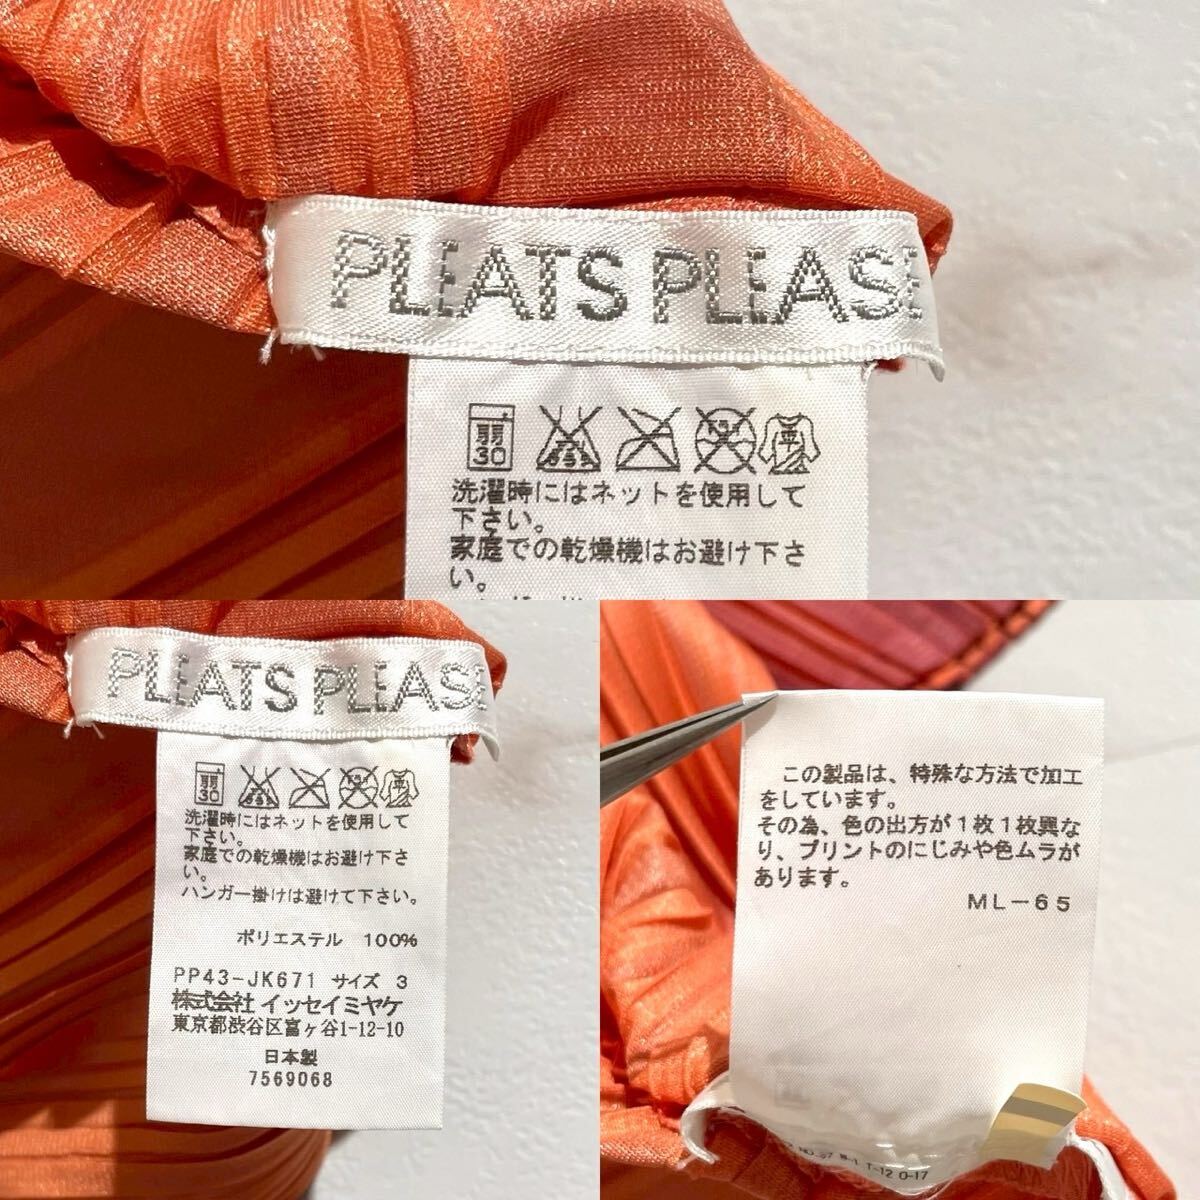 PLEATS PLEASE
弱
30
平
洗濯時にはネットを使用して
下さい。
家庭での乾燥機はお避け下さ
い。
PLEATS PLEASE
弱
30
平
洗濯時にはネットを使用して
下さい。
家庭での乾燥機はお避け下さ
い。
ハンガー掛けは避けて下さい。
ポリエステル 100%
PP43-JK671 サイズ 3
株式会社 イッセイミヤケ
東京都渋谷区富ヶ谷1-12-10
日本製
7569068
この製品は、特殊な方法で加工
をしています。
その為、色の出方が1枚1枚異な
り、プリントのにじみや色ムラが
あります。
ML-65
T-12 O-17